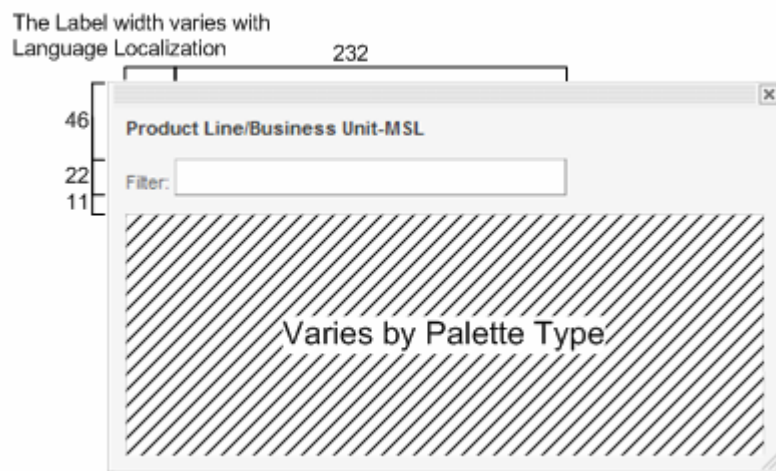 The Label width varies with
Language Localization
232
46
Product Line/Business Unit-MSL
22
Filter:
11
Varies by Palette Type